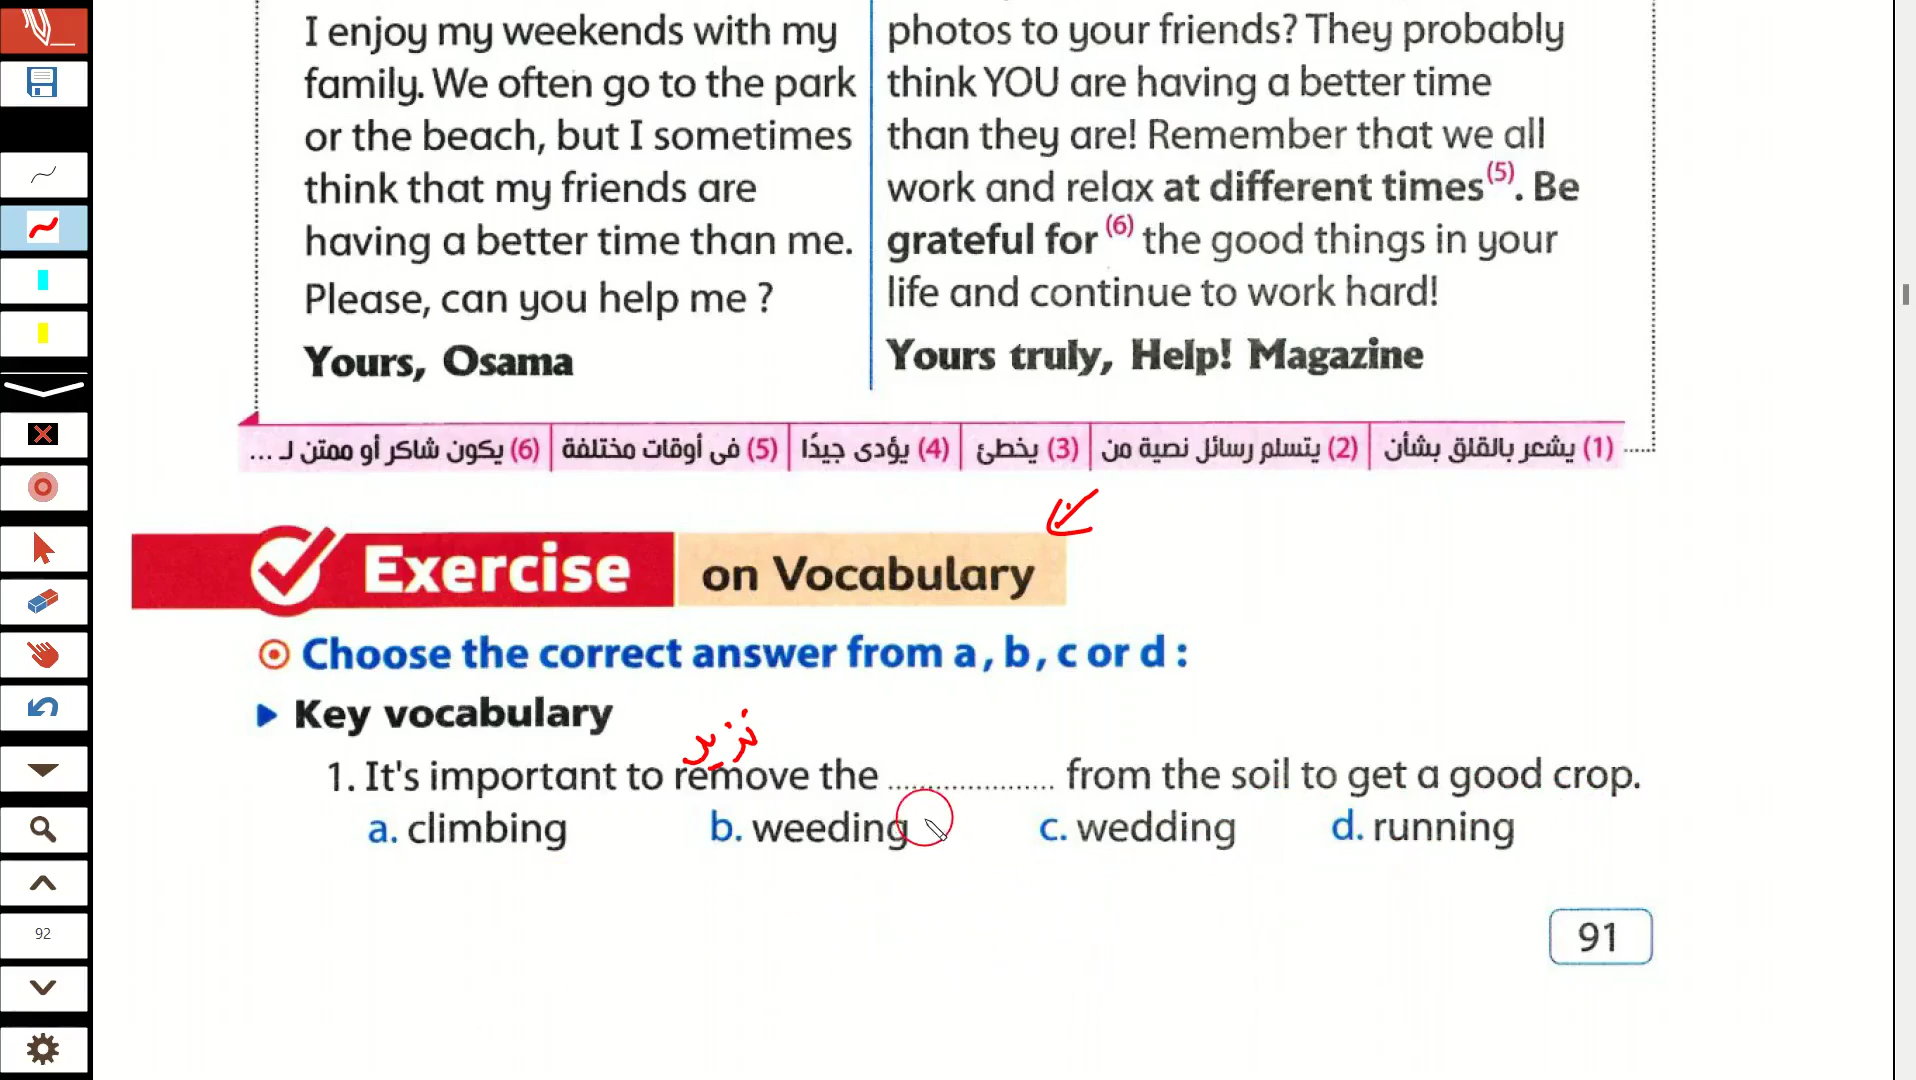 I enjoy my weekends with my
family. We often go to the park
or the beach, but I sometimes
think that my friends are
having a better time than me.
Please, can you help me ?
Yours, Osama
photos to your friends? They probably
think YOU are having a better time
than they are! Remember that we all
work and relax at different times(5). Be
grateful for (6) the good things in your
life and continue to work hard!
Yours truly, Help! Magazine
(1) يشعر بالقلق بشأن
(2) يتسلم رسائل نصية من
(3) يخطئ
(4) يؤدى جيدًا
(5) فى أوقات مختلفة
(6) يكون شاكر أو ممتن لـ ...
Exercise on Vocabulary
Choose the correct answer from a , b , c or d :
Key vocabulary
نزيل
1. It's important to remove the .................... from the soil to get a good crop.
a. climbing b. weeding c. wedding d. running
91
92